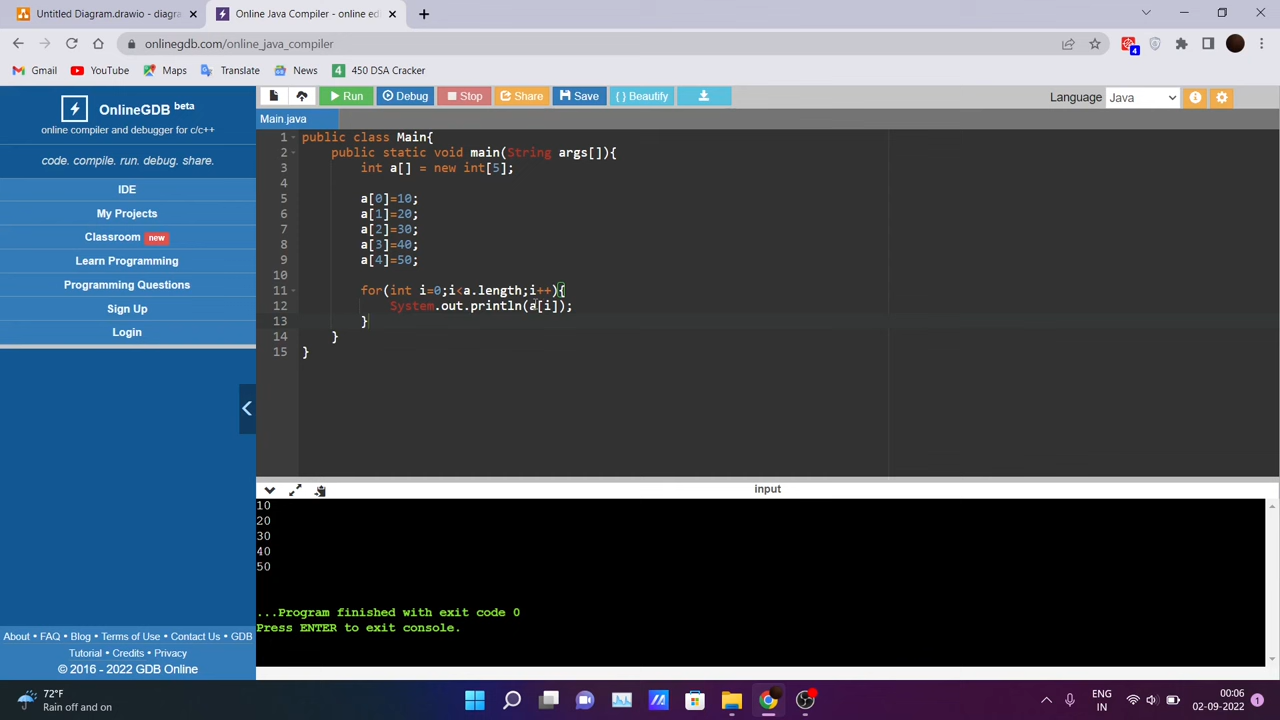 Untitled Diagram.drawio - diagra
Online Java Compiler - online edi
onlinegdb.com/online_java_compiler
4
Gmail
YouTube
Maps
Translate
News
4 450 DSA Cracker
OnlineGDB beta
online compiler and debugger for c/c++
code. compile. run. debug. share.
IDE
My Projects
Classroom new
Learn Programming
Programming Questions
Sign Up
Login
About • FAQ • Blog • Terms of Use • Contact Us • GDB
Tutorial • Credits • Privacy
© 2016 - 2022 GDB Online
Run
Debug
Stop
Share
Save
{ } Beautify
Language Java
Main.java
1 public class Main{
2 public static void main(String args[]){
3 int a[] = new int[5];
4
5 a[0]=10;
6 a[1]=20;
7 a[2]=30;
8 a[3]=40;
9 a[4]=50;
10
11 for(int i=0;i<a.length;i++){
12 System.out.println(a[i]);
13 }
14 }
15 }
input
10
20
30
40
50
...Program finished with exit code 0
Press ENTER to exit console.
72°F
Rain off and on
ENG
IN
00:06
02-09-2022
1